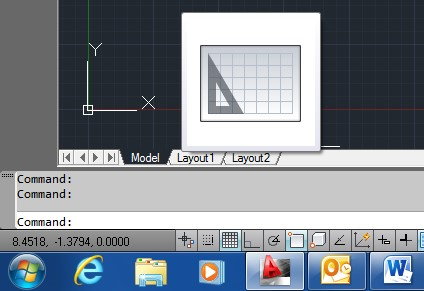 Y
X
Model Layout1 Layout2
Command:
Command:
Command:
8.4518, -1.3794, 0.0000